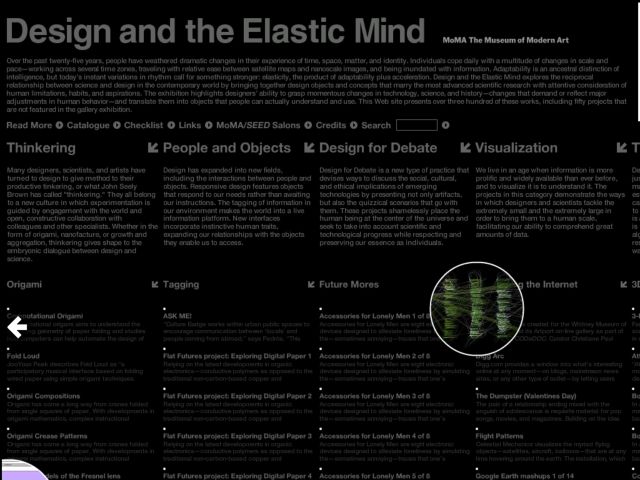 Design and the Elastic Mind
MoMA The Museum of Modern Art
Over the past twenty-five years, people have weathered dramatic changes in their experience of time, space, matter, and identity. Individuals cope daily with a multitude of changes in scale and
pace—working across several time zones, traveling with relative ease between satellite maps and nanoscale images, and being inundated with information. Adaptability is an ancestral distinction of
intelligence, but today's instant variations in rhythm call for something stronger: elasticity, the product of adaptability plus acceleration. Design and the Elastic Mind explores the reciprocal
relationship between science and design in the contemporary world by bringing together design objects and concepts that marry the most advanced scientific research with attentive consideration of
human limitations, habits, and aspirations. The exhibition highlights designers' ability to grasp momentous changes in technology, science, and history—changes that demand or reflect major
adjustments in human behavior—and translate them into objects that people can actually understand and use. This Web site presents over three hundred of these works, including fifty projects that
are not featured in the gallery exhibition.
Read More Catalogue Checklist Links MoMA/SEED Salons Credits Search
Thinkering
Many designers, scientists, and artists have
turned to design to give method to their
productive tinkering, or what John Seely
Brown has called "thinkering." They all belong
to a new culture in which experimentation is
guided by engagement with the world and
open, constructive collaboration with
colleagues and other specialists. Whether in the
form of origami, nanofacture, or growth and
aggregation, thinkering gives shape to the
embryonic dialogue between design and
science.
People and Objects
Design has expanded into new fields,
including the interactions between people and
objects. Responsive design features objects
that respond to our needs rather than awaiting
our instructions. The tagging of information in
our environment makes the world into a live
information platform. New interfaces
incorporate instinctive human traits,
expanding our relationships with the objects
they enable us to access.
Design for Debate
Design for Debate is a new type of practice that
devises ways to discuss the social, cultural,
and ethical implications of emerging
technologies by presenting not only artifacts,
but also the quizzical scenarios that go with
them. These projects shamelessly place the
human being at the center of the universe and
seek to take into account scientific and
technological progress while respecting and
preserving our essence as individuals.
Visualization
We live in an age when information is more
prolific and widely available than ever before,
and to visualize it is to understand it. The
projects in this category demonstrate the ways
in which designers and scientists tackle the
extremely small and the extremely large in
order to bring them to a human scale,
facilitating our ability to comprehend great
amounts of data.
Origami
Origami
Fold Loud
Origami Compositions
Origami Crease Patterns
of the Fresnel lens
Tagging
ASK ME!
Flat Futures project: Exploring Digital Paper 1
Flat Futures project: Exploring Digital Paper 2
Flat Futures project: Exploring Digital Paper 3
Flat Futures project: Exploring Digital Paper 4
Future Mores
Accessories for Lonely Men 1 of
Accessories for Lonely Men 2 of 8
Accessories for Lonely Men 3 of 8
Accessories for Lonely Men 4 of 8
Accessories for Lonely Men 5 of 8
the Internet
Digg Arc
The Dumpster (Valentines Day)
Flight Patterns
Google Earth mashups 1 of 14